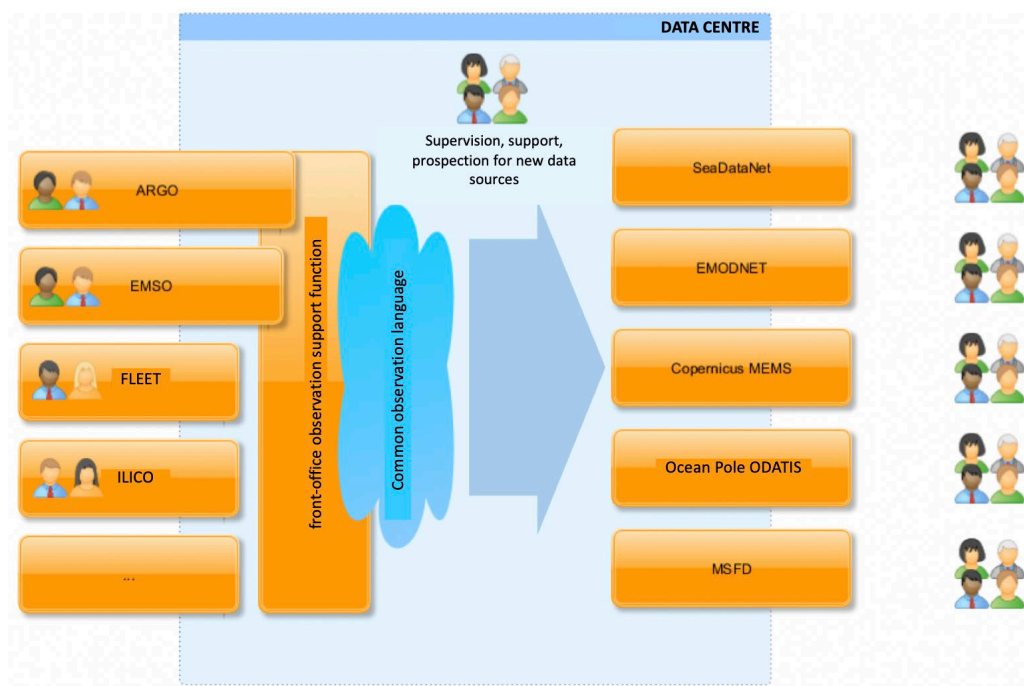 DATA CENTRE
Supervision, support,
prospection for new data
sources
ARGO
EMSO
FLEET
ILICO
...
front-office observation support function
Common observation language
SeaDataNet
EMODNET
Copernicus MEMS
Ocean Pole ODATIS
MSFD